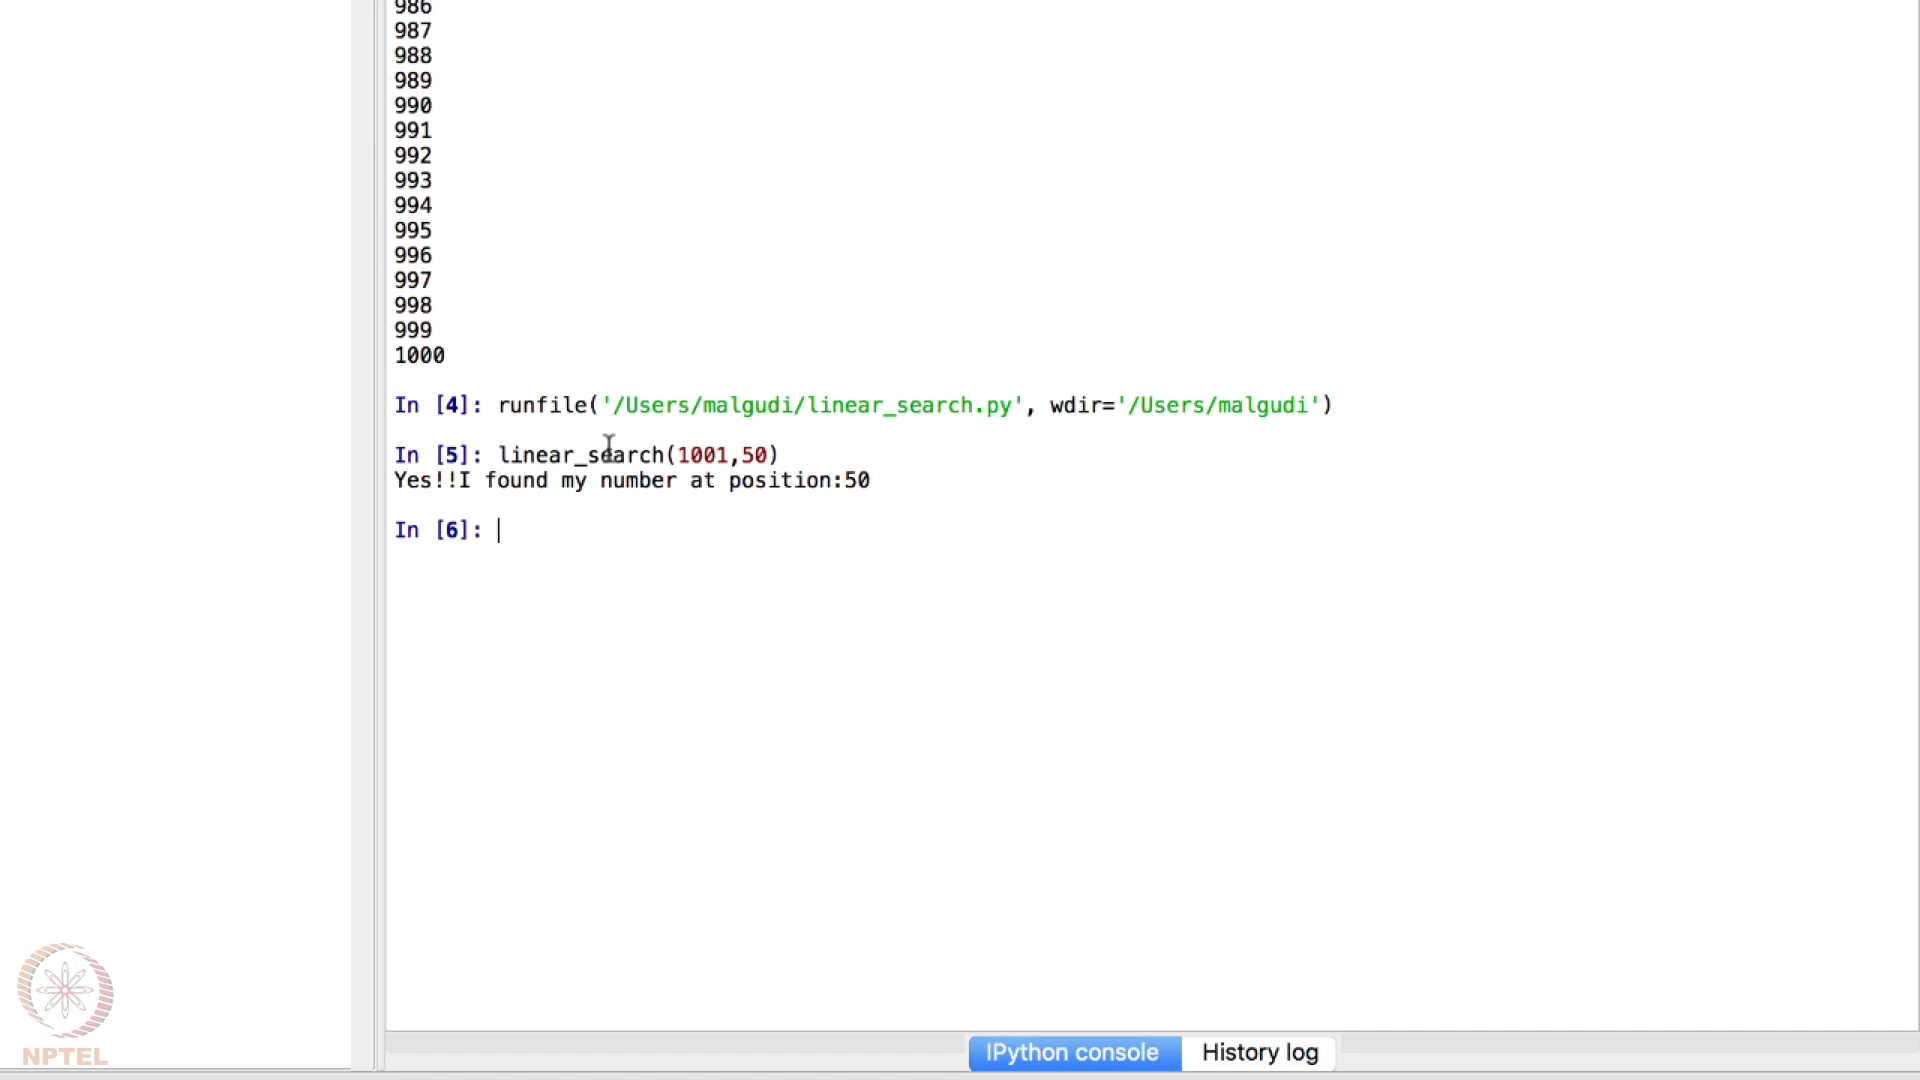 986
987
988
989
990
991
992
993
994
995
996
997
998
999
1000
In [4]: runfile('/Users/malgudi/linear_search.py', wdir='/Users/malgudi')
In [5]: linear_search(1001,50)
Yes!!I found my number at position:50
In [6]:
NPTEL
IPython console
History log